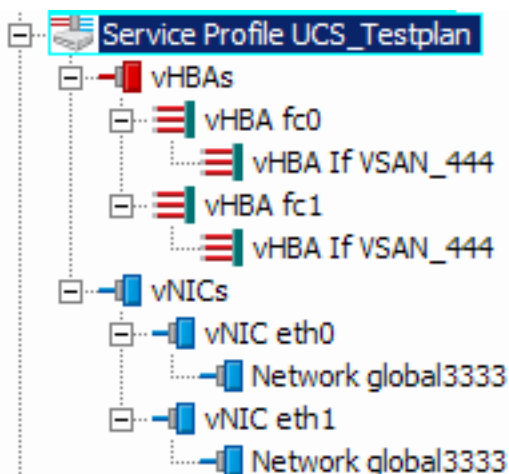 Service Profile UCS_Testplan
vHBAs
vHBA fc0
vHBA If VSAN_444
vHBA fc1
vHBA If VSAN_444
vNICs
vNIC eth0
Network global3333
vNIC eth1
Network global3333